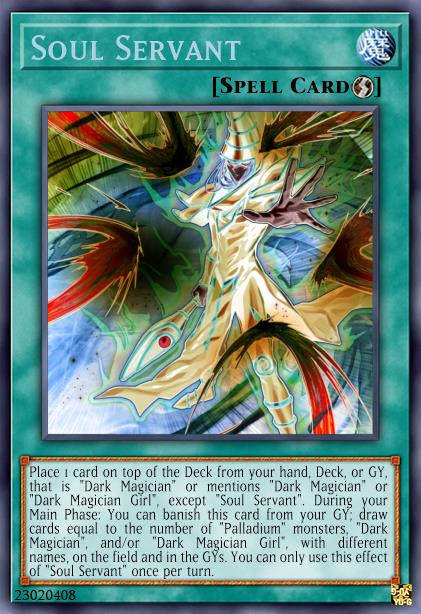 Soul Servant
魔
[Spell Card]
Place 1 card on top of the Deck from your hand, Deck, or GY,
that is "Dark Magician" or mentions "Dark Magician" or
"Dark Magician Girl", except "Soul Servant". During your
Main Phase: You can banish this card from your GY; draw
cards equal to the number of "Palladium" monsters, "Dark
Magician", and/or "Dark Magician Girl", with different
names, on the field and in the GYs. You can only use this effect
of "Soul Servant" once per turn.
23020408